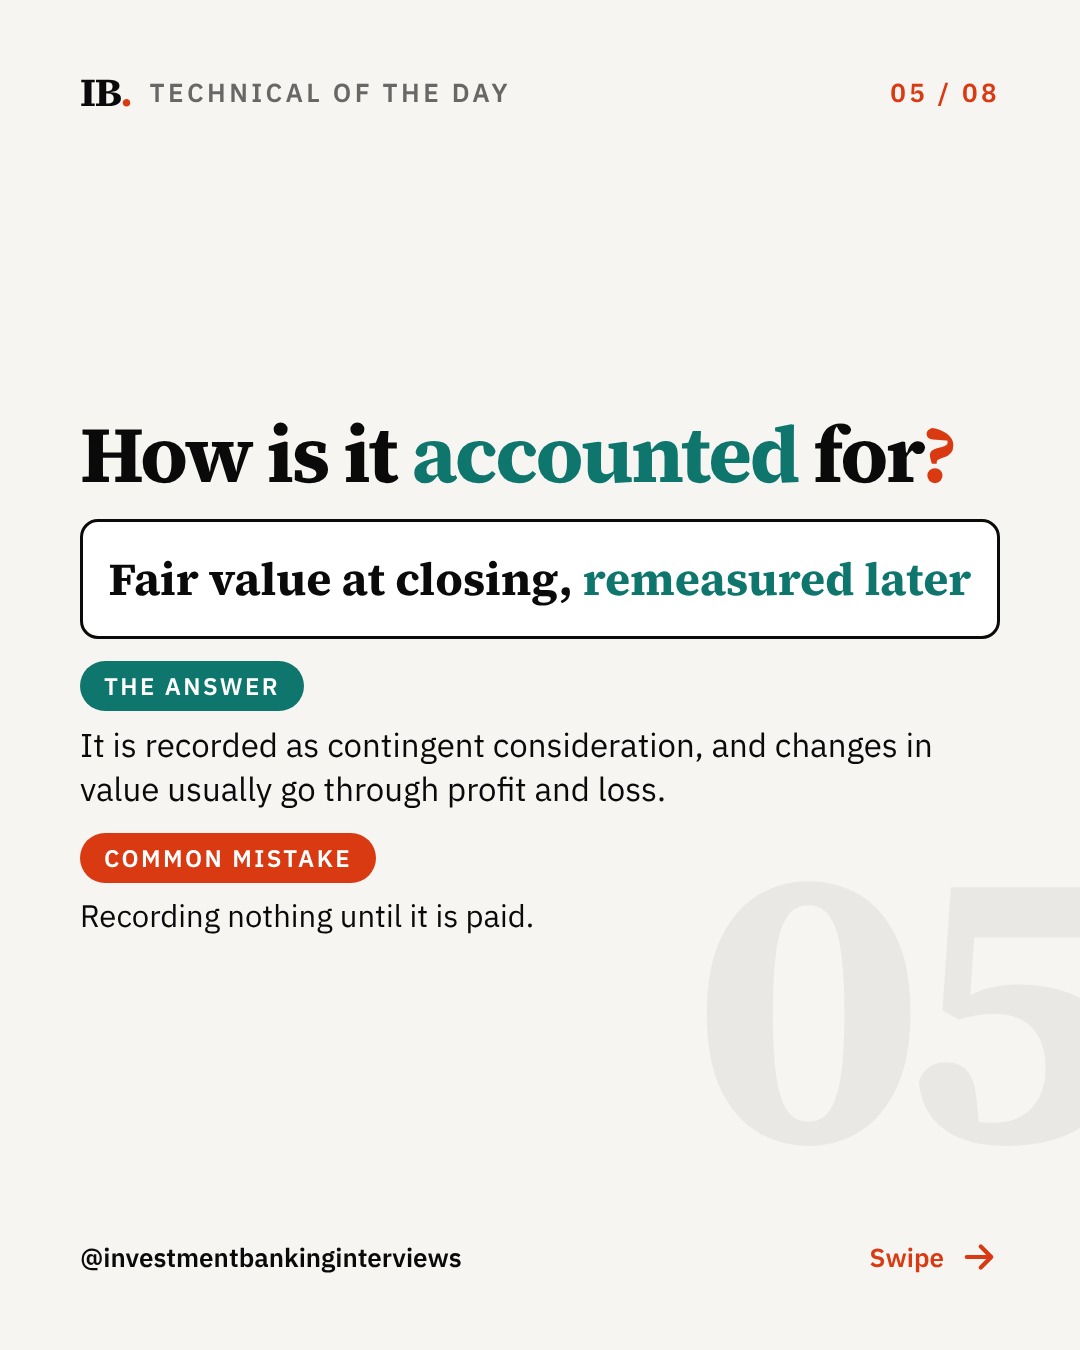 IB. TECHNICAL OF THE DAY
05 / 08
How is it accounted for?
Fair value at closing, remeasured later
THE ANSWER
It is recorded as contingent consideration, and changes in
value usually go through profit and loss.
COMMON MISTAKE
Recording nothing until it is paid.
05
@investmentbankinginterviews
Swipe →